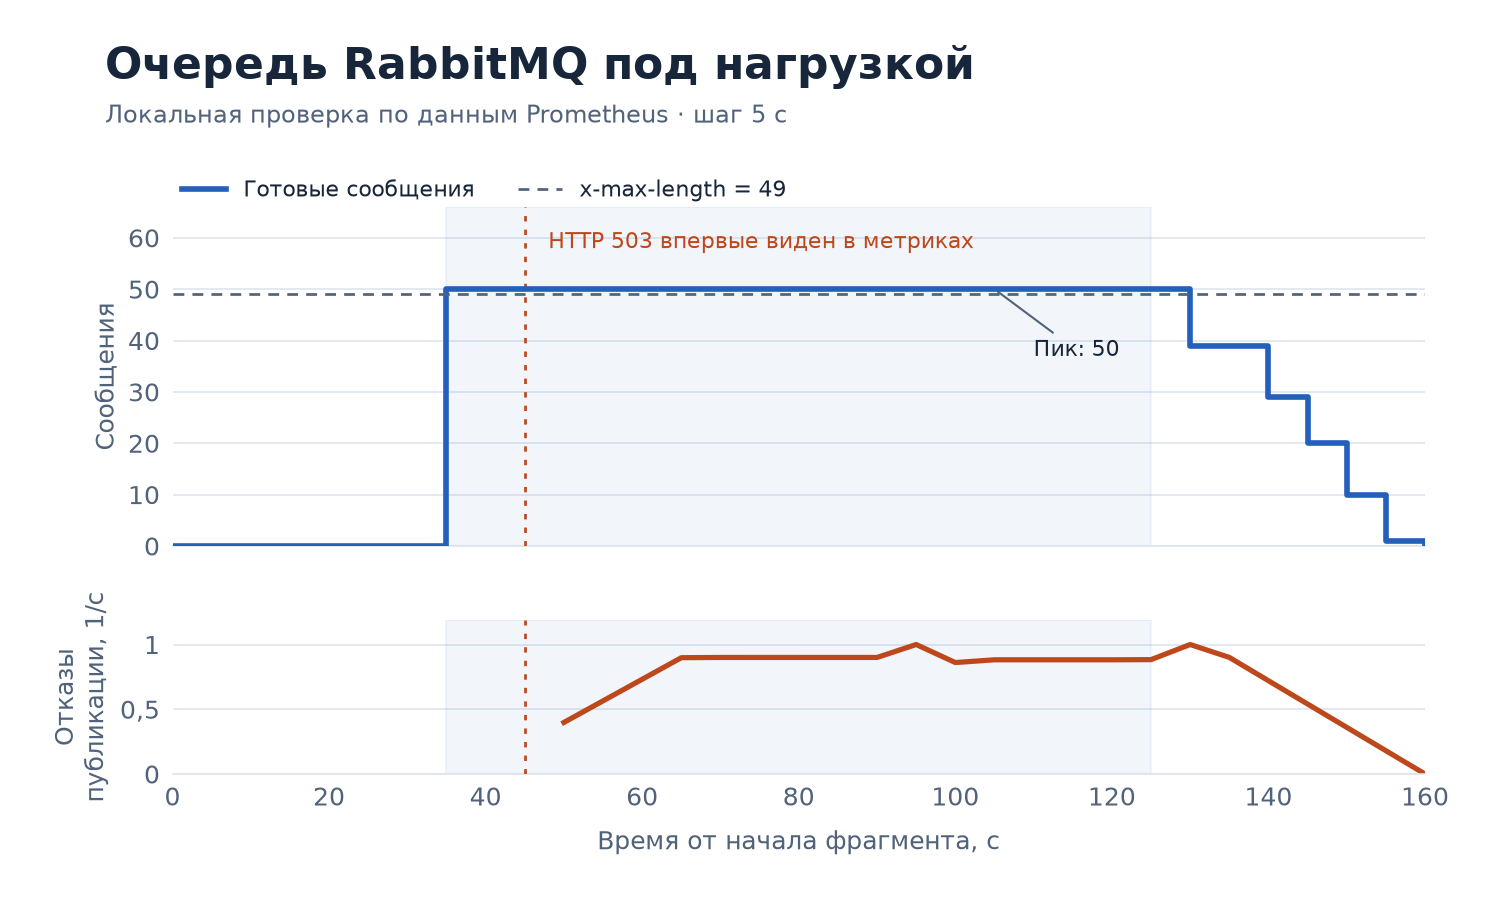 Очередь RabbitMQ под нагрузкой
Локальная проверка по данным Prometheus · шаг 5 с
Готовые сообщения
x-max-length = 49
HTTP 503 впервые виден в метриках
Пик: 50
Сообщения
60
50
40
30
20
10
0
Отказы
публикации, 1/с
1
0,5
0
0 20 40 60 80 100 120 140 160
Время от начала фрагмента, с